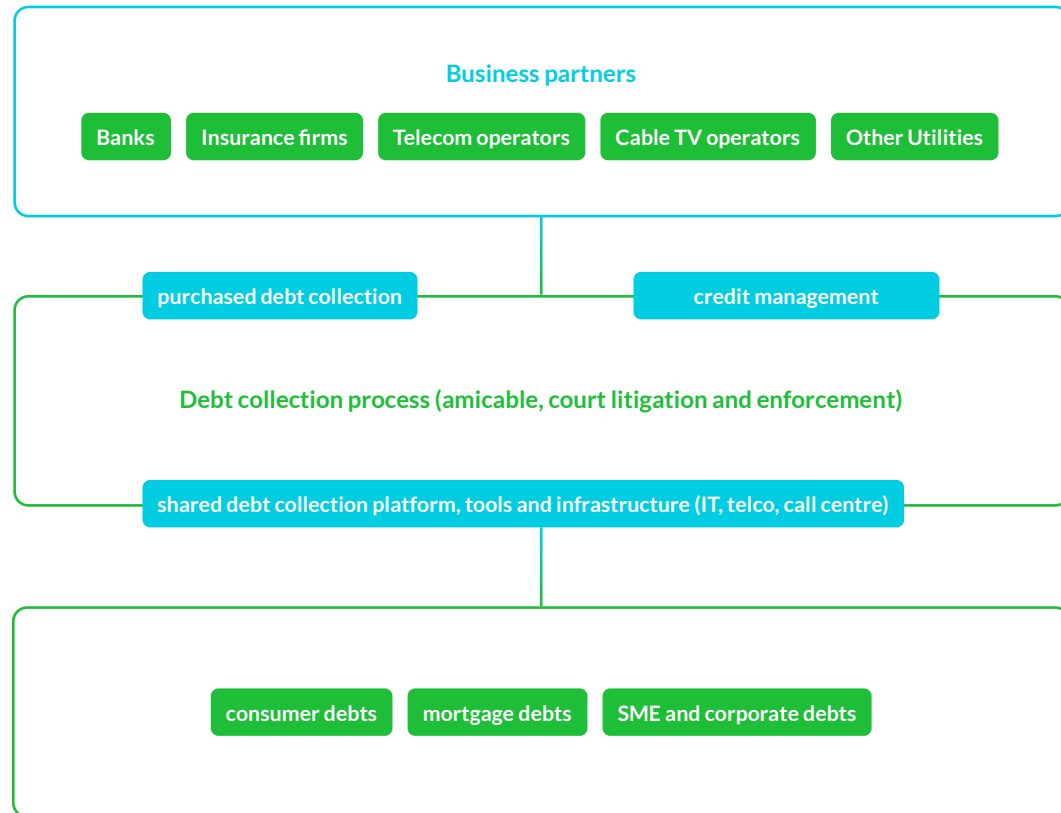 Business partners
Banks
Insurance firms
Telecom operators
Cable TV operators
Other Utilities
purchased debt collection
credit management
Debt collection process (amicable, court litigation and enforcement)
shared debt collection platform, tools and infrastructure (IT, telco, call centre)
consumer debts
mortgage debts
SME and corporate debts